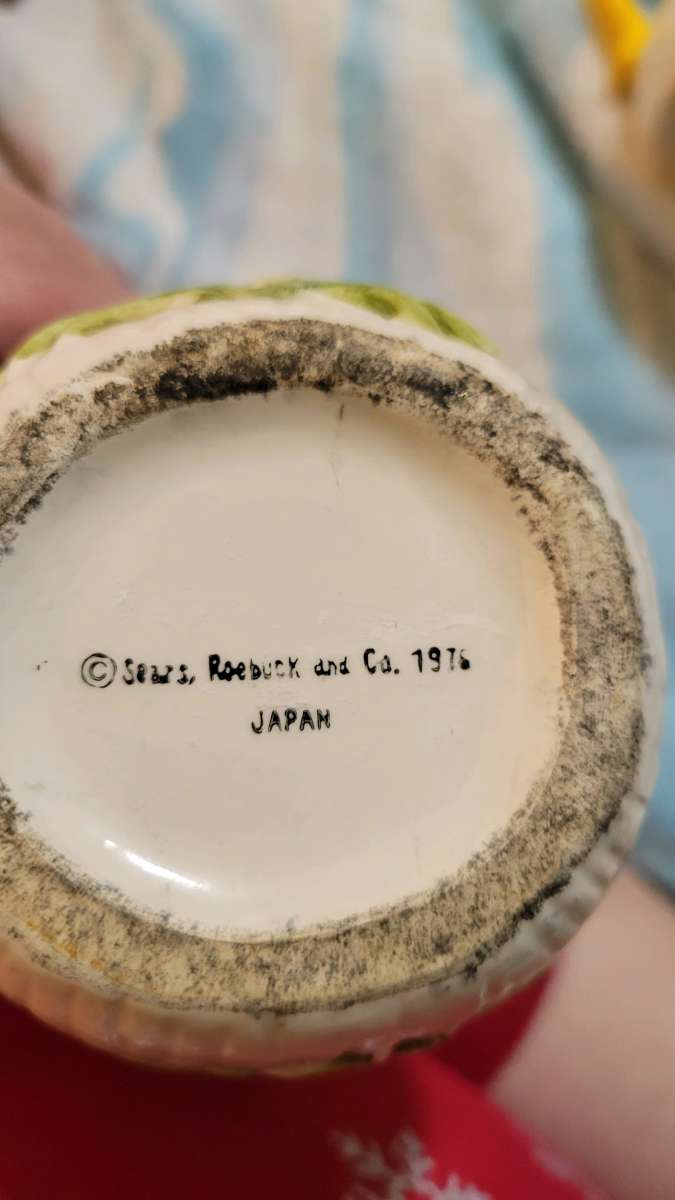 © Sears, Roebuck and Co. 1976
JAPAN